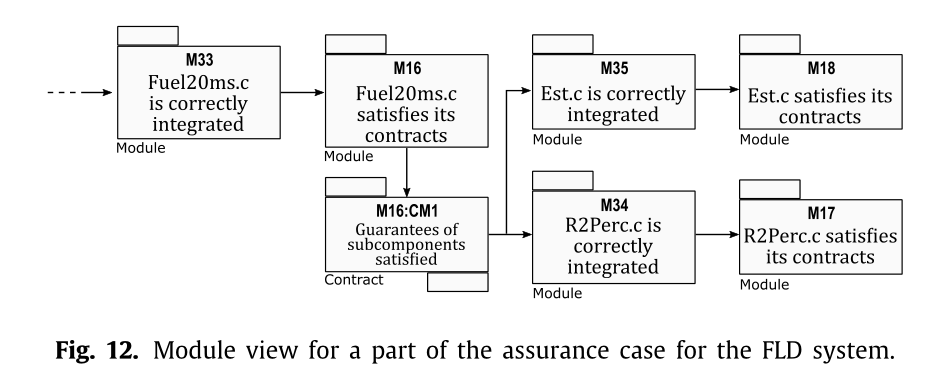 M33
Fuel20ms.c
is correctly
integrated
Module
M16
Fuel20ms.c
satisfies its
contracts
Module
M16:CM1
Guarantees of
subcomponents
satisfied
Contract
M35
Est.c is correctly
integrated
Module
M18
Est.c satisfies its
contracts
Module
M34
R2Perc.c is
correctly
integrated
Module
M17
R2Perc.c satisfies
its contracts
Module
Fig. 12. Module view for a part of the assurance case for the FLD system.